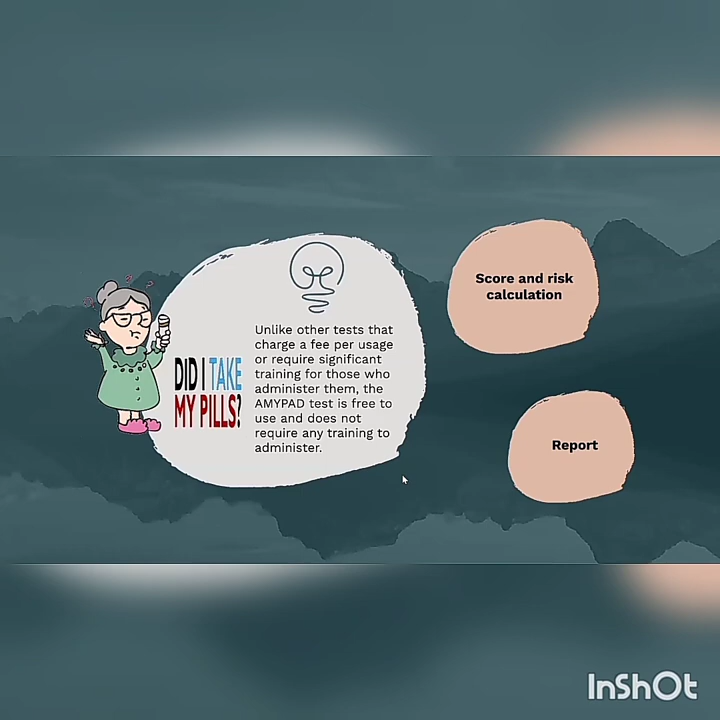 DID I TAKE
MY PILLS?
Unlike other tests that
charge a fee per usage
or require significant
training for those who
administer them, the
AMYPAD test is free to
use and does not
require any training to
administer.
Score and risk
calculation
Report
InShOt